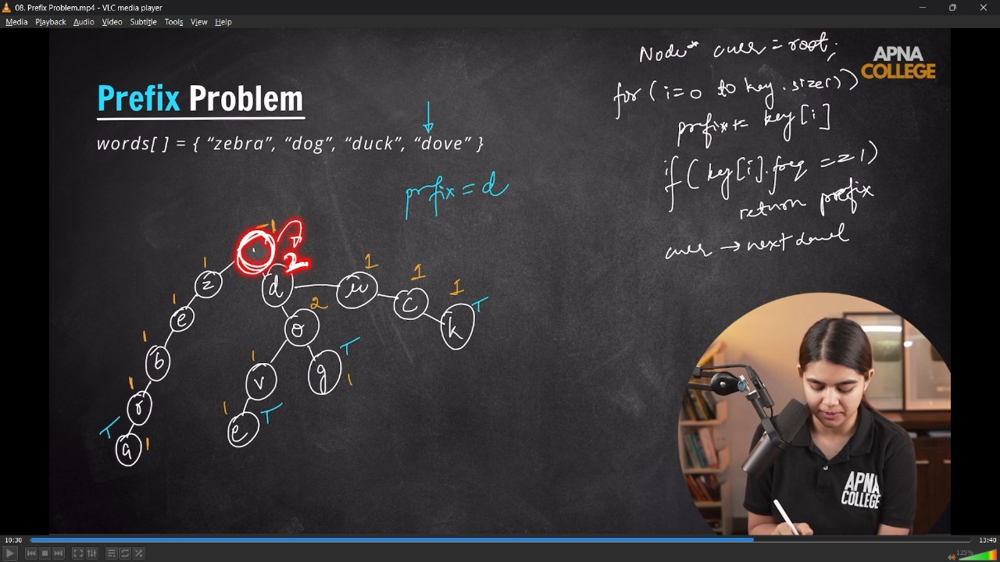 08. Prefix Problem.mp4 - VLC media player
Media Playback Audio Video Subtitle Tools View Help
Node* curr = root;
APNA
COLLEGE
for (i=0 to key.size())
Prefix Problem
prefix += key[i]
words[ ] = { “zebra”, “dog”, “duck”, “dove” }
if (key[i].freq == 1)
prefix = d
return prefix
curr → next level
-1
2
1 z
d
1 u
1 c
1 k T
1 e
2 o
1 b
1 v
g T 1
1 r
1 e T
T a 1
APNA
COLLEGE
10:30
13:40
125%